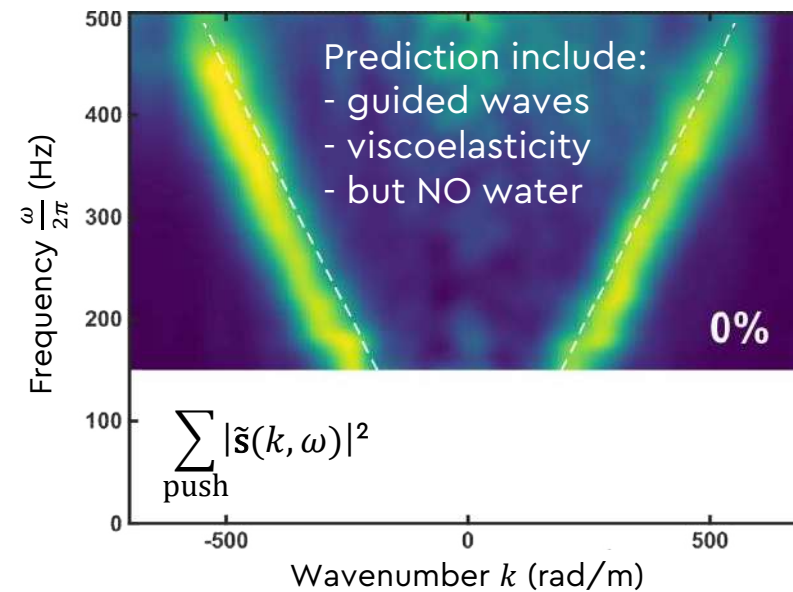 500
400
300
200
100
0
Frequency ω/2π (Hz)
Prediction include:
- guided waves
- viscoelasticity
- but NO water
0%
∑ |s̃(k, ω)|²
push
-500 0 500
Wavenumber k (rad/m)